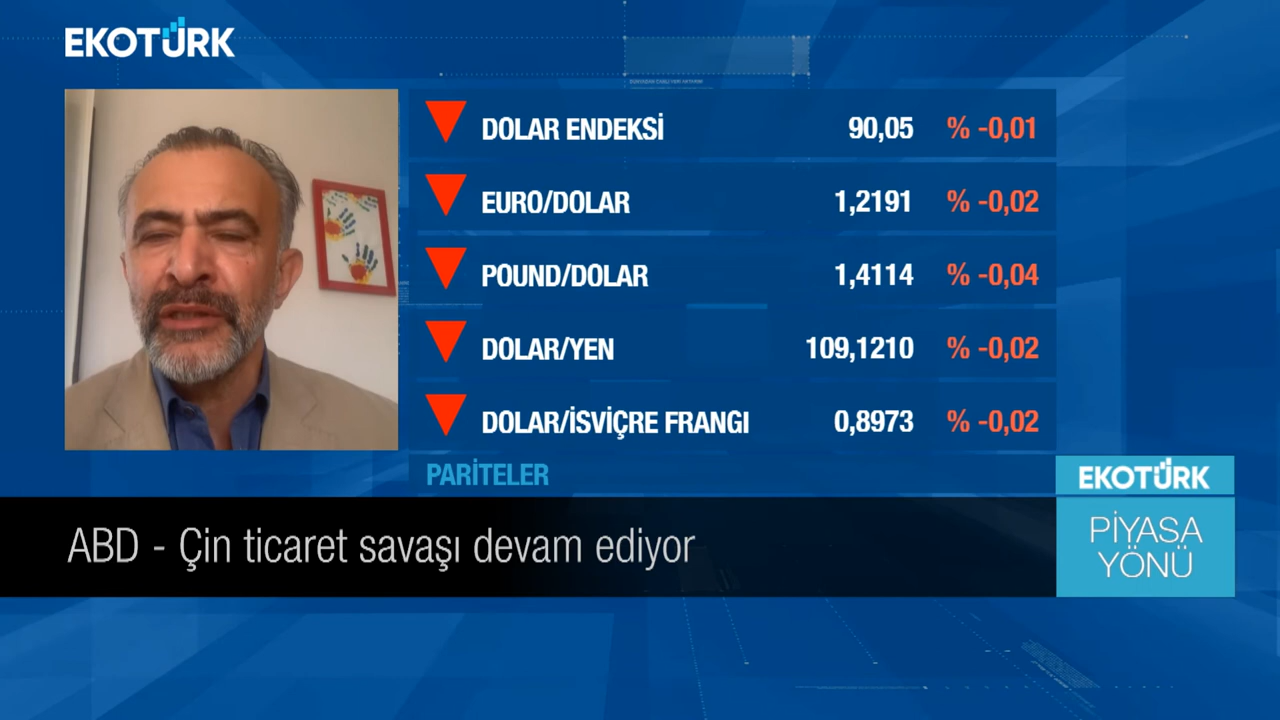 EKOTÜRK
DOLAR ENDEKSİ 90,05 % -0,01
EURO/DOLAR 1,2191 % -0,02
POUND/DOLAR 1,4114 % -0,04
DOLAR/YEN 109,1210 % -0,02
DOLAR/İSVİÇRE FRANGI 0,8973 % -0,02
PARİTELER
EKOTÜRK
ABD - Çin ticaret savaşı devam ediyor
PİYASA
YÖNÜ